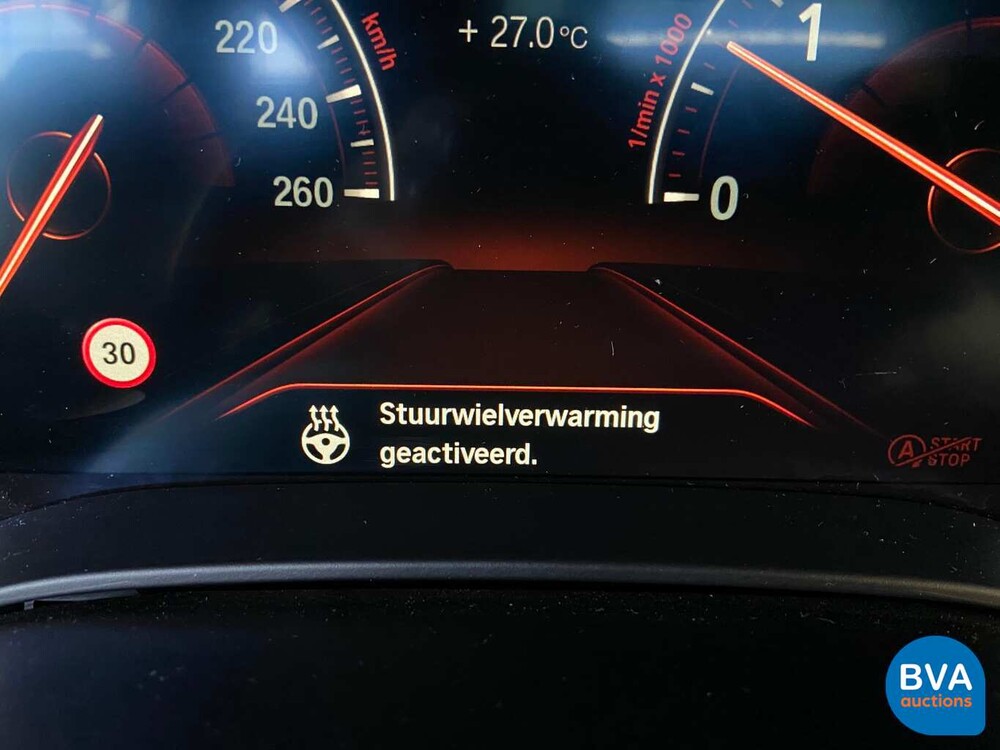 220
km/h
+ 27.0°C
1/min x 1000
1
240
260
0
30
Stuurwielverwarming
geactiveerd.
A START
STOP
BVA
auctions